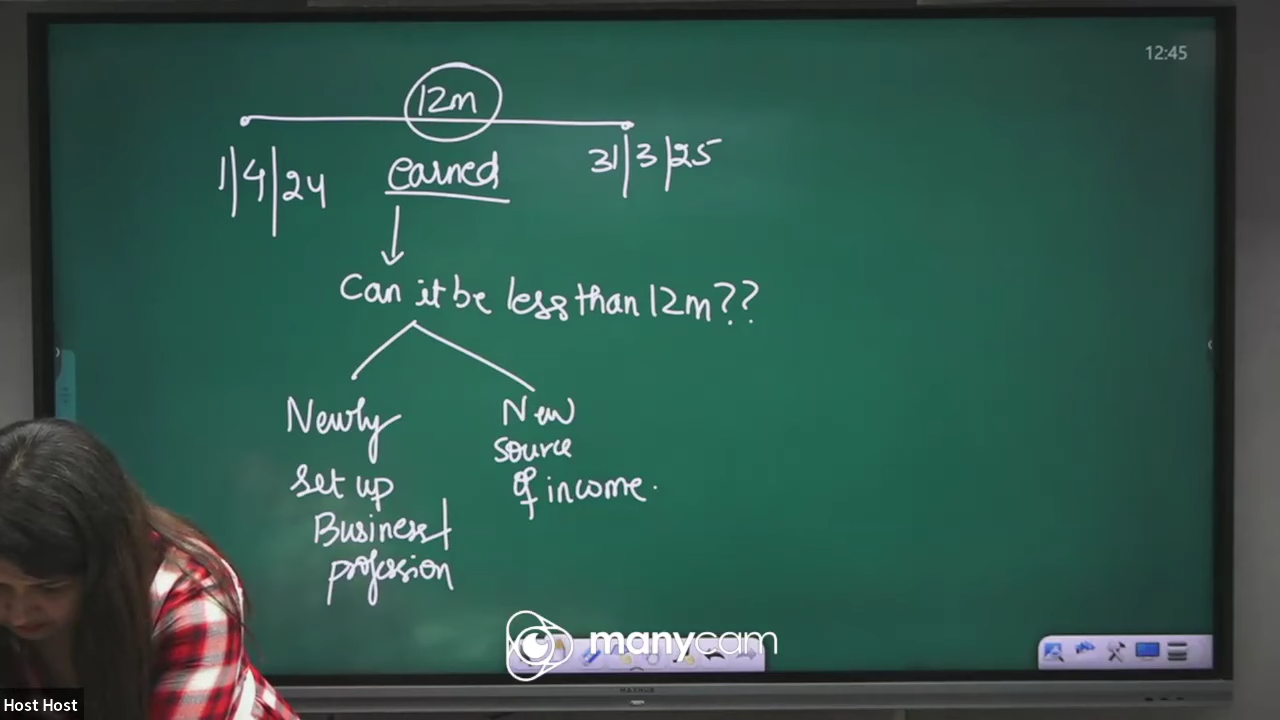 12:45
12m
1/4/24 earned 31/3/25
Can it be less than 12m??
Newly
set up
Business/
profession
New
source
of income.
manycam
MAXHUB
Host Host